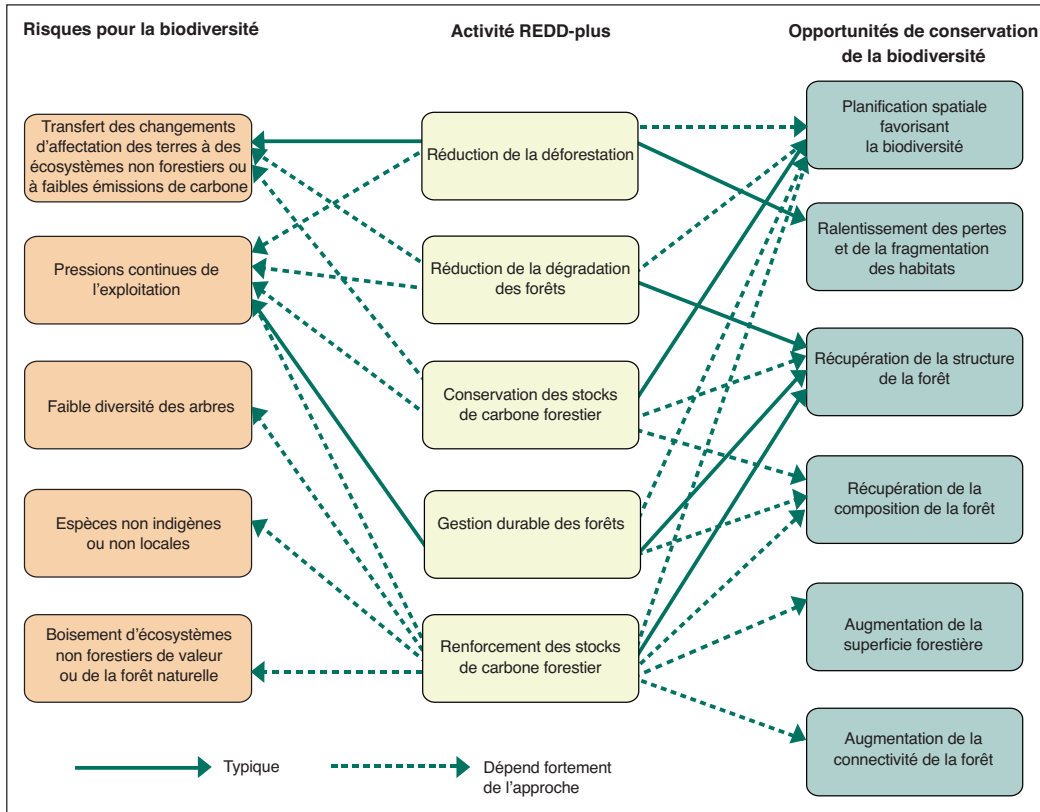 Risques pour la biodiversité
Activité REDD-plus
Opportunités de conservation
de la biodiversité
Transfert des changements
d'affectation des terres à des
écosystèmes non forestiers ou
à faibles émissions de carbone
Pressions continues de
l'exploitation
Faible diversité des arbres
Espèces non indigènes
ou non locales
Boisement d'écosystèmes
non forestiers de valeur
ou de la forêt naturelle
Réduction de la déforestation
Réduction de la dégradation
des forêts
Conservation des stocks
de carbone forestier
Gestion durable des forêts
Renforcement des stocks
de carbone forestier
Planification spatiale
favorisant
la biodiversité
Ralentissement des pertes
et de la fragmentation
des habitats
Récupération de la structure
de la forêt
Récupération de la
composition de la forêt
Augmentation de la
superficie forestière
Augmentation de la
connectivité de la forêt
Typique
Dépend fortement
de l'approche